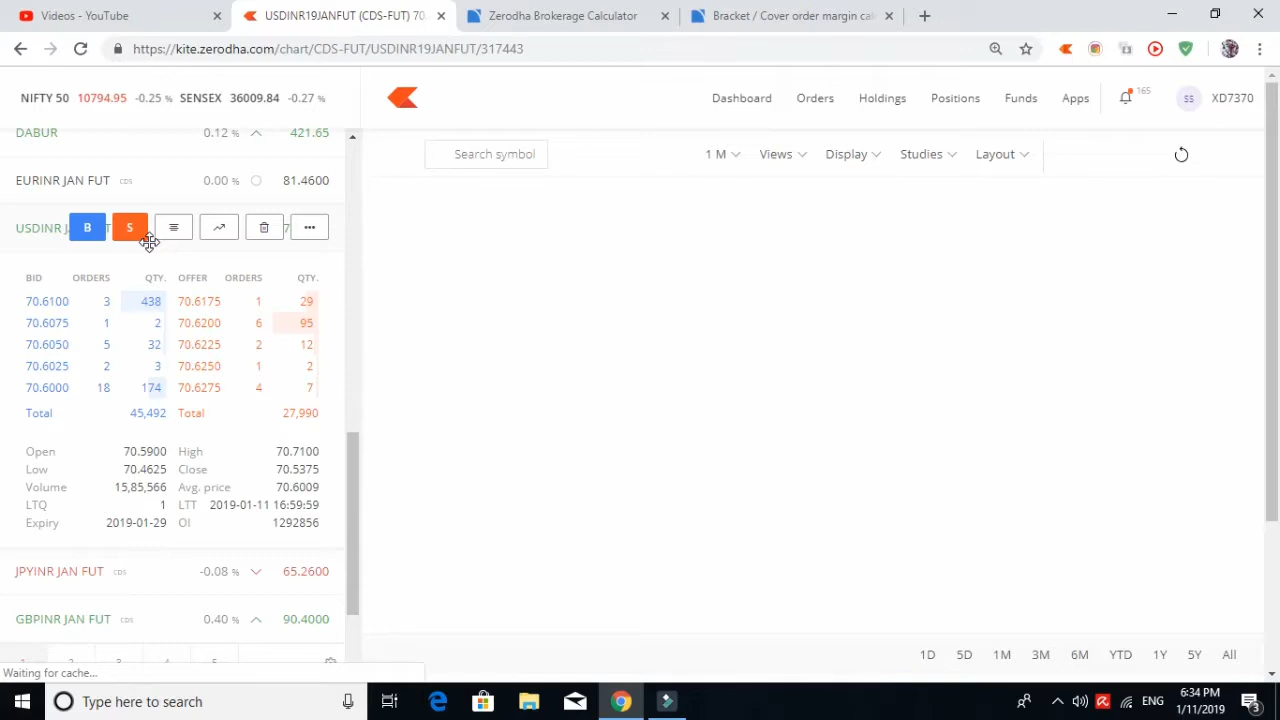 Videos - YouTube
USDINR19JANFUT (CDS-FUT) 70.
Zerodha Brokerage Calculator
Bracket / Cover order margin cal
https://kite.zerodha.com/chart/CDS-FUT/USDINR19JANFUT/317443
NIFTY 50 10794.95 -0.25 % SENSEX 36009.84 -0.27 %
Dashboard Orders Holdings Positions Funds Apps 165 SS XD7370
DABUR 0.12 % 421.65
Search symbol 1 M Views Display Studies Layout
EURINR JAN FUT CDS 0.00 % 81.4600
USDINR B S
BID ORDERS QTY. OFFER ORDERS QTY.
70.6100 3 438 70.6175 1 29
70.6075 1 2 70.6200 6 95
70.6050 5 32 70.6225 2 12
70.6025 2 3 70.6250 1 2
70.6000 18 174 70.6275 4 7
Total 45,492 Total 27,990
Open 70.5900 High 70.7100
Low 70.4625 Close 70.5375
Volume 15,85,566 Avg. price 70.6009
LTQ 1 LTT 2019-01-11 16:59:59
Expiry 2019-01-29 OI 1292856
JPYINR JAN FUT CDS -0.08 % 65.2600
GBPINR JAN FUT CDS 0.40 % 90.4000
1D 5D 1M 3M 6M YTD 1Y 5Y All
Waiting for cache...
Type here to search
ENG
6:34 PM
1/11/2019
3